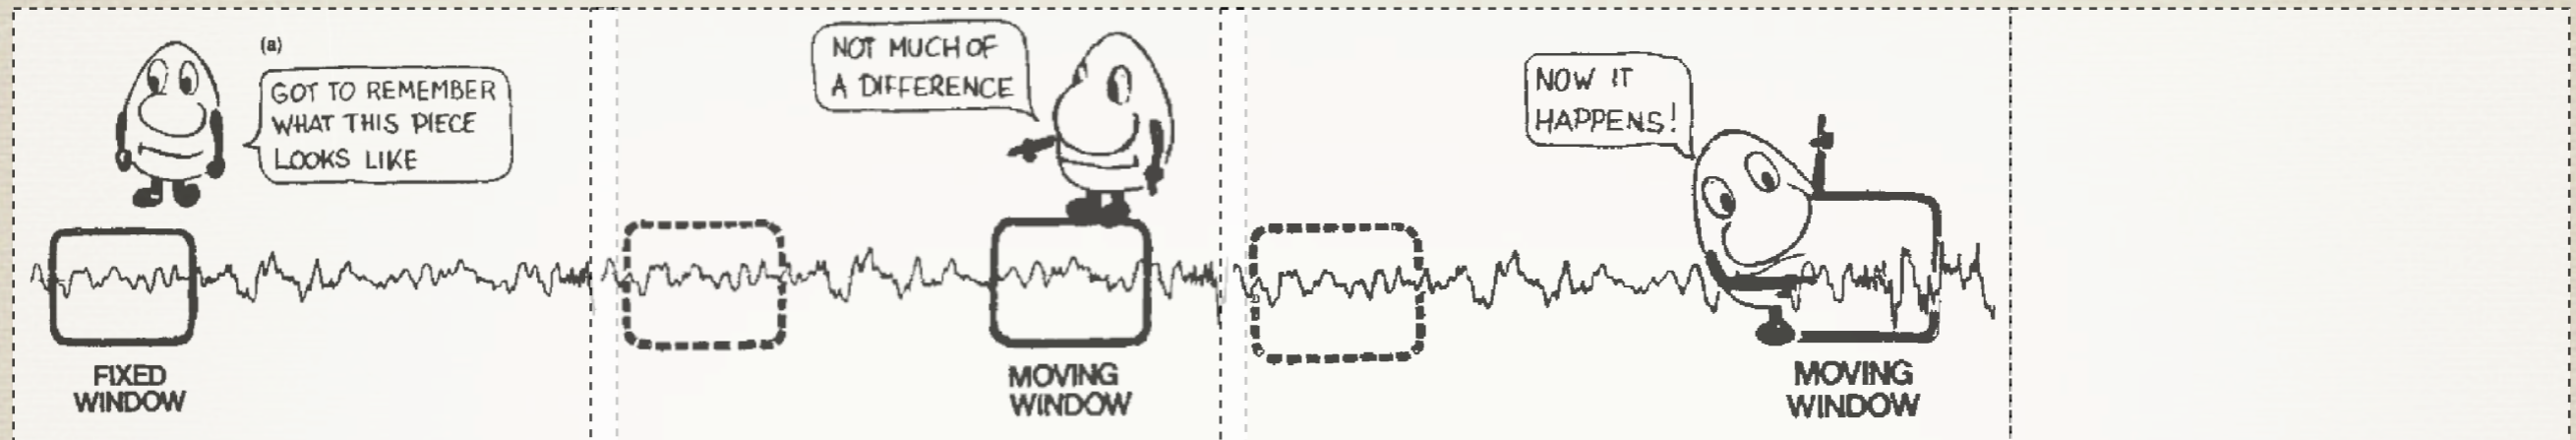 (a)
GOT TO REMEMBER
WHAT THIS PIECE
LOOKS LIKE
FIXED
WINDOW
NOT MUCH OF
A DIFFERENCE
MOVING
WINDOW
NOW IT
HAPPENS!
MOVING
WINDOW